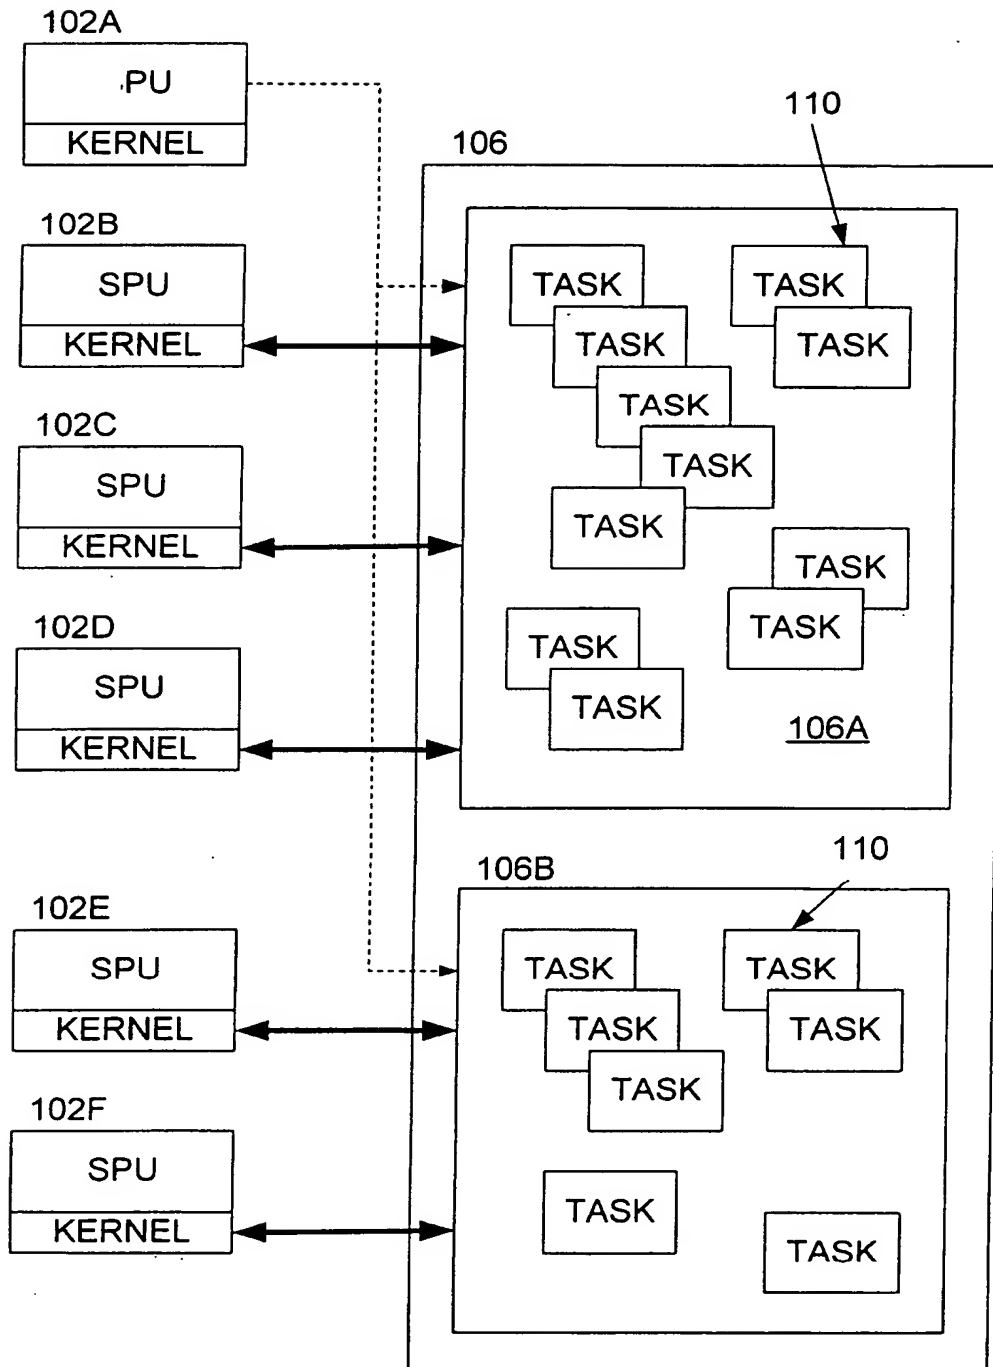 102A
PU
KERNEL
110
106
102B
SPU
KERNEL
TASK
TASK
TASK
TASK
TASK
TASK
TASK
102C
SPU
KERNEL
TASK
TASK
102D
SPU
KERNEL
TASK
TASK
106A
102E
SPU
KERNEL
106B
110
TASK
TASK
TASK
TASK
TASK
102F
SPU
KERNEL
TASK
TASK